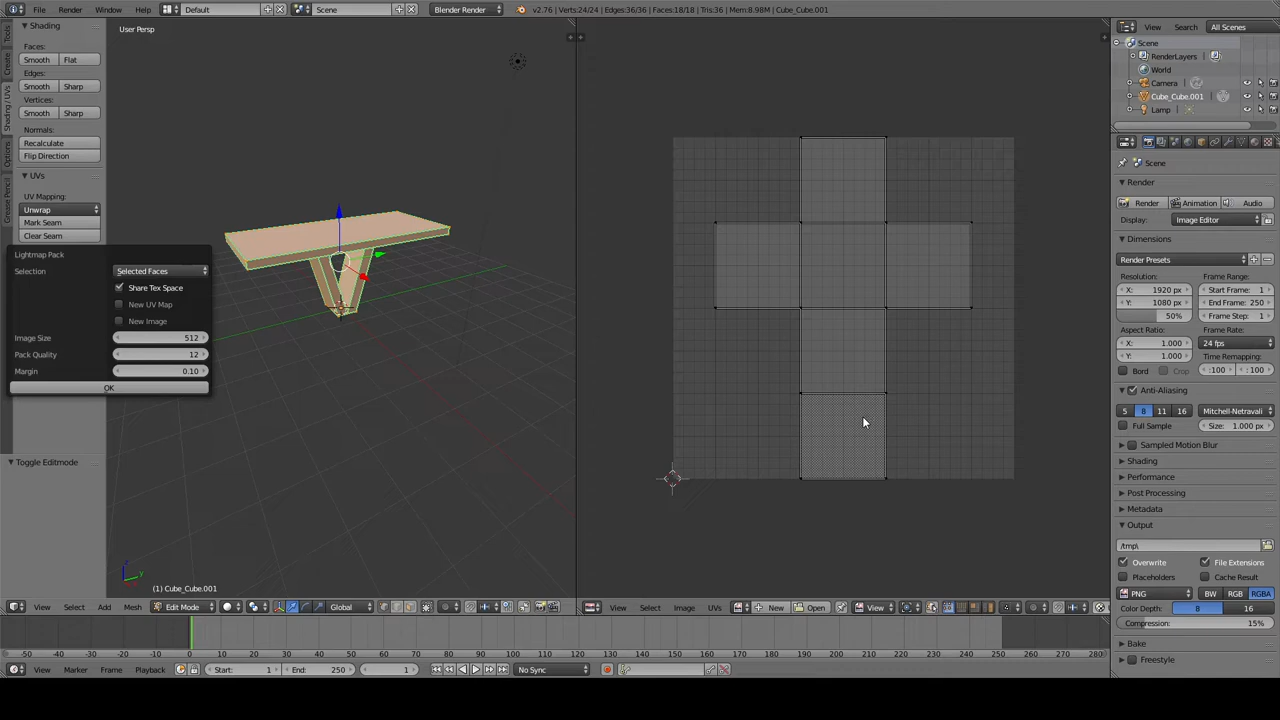 File Render Window Help Default Scene Blender Render v2.76 | Verts:24/24 | Edges:36/36 | Faces:18/18 | Tris:36 | Mem:8.98M | Cube_Cube.001
View Search All Scenes
Shading
Faces:
Smooth Flat
Edges:
Smooth Sharp
Vertices:
Smooth Sharp
Normals:
Recalculate
Flip Direction
UVs
UV Mapping:
Unwrap
Mark Seam
Clear Seam
Tools
Create
Shading / UVs
Options
Grease Pencil
Lightmap Pack
Selection Selected Faces
Share Tex Space
New UV Map
New Image
Image Size 512
Pack Quality 12
Margin 0.10
OK
Toggle Editmode
User Persp
(1) Cube_Cube.001
View Select Add Mesh Edit Mode Global
View Select Image UVs New Open View
-50 -40 -30 -20 -10 0 10 20 30 40 50 60 70 80 90 100 110 120 130 140 150 160 170 180 190 200 210 220 230 240 250 260 270 280
View Marker Frame Playback Start: 1 End: 250 1 No Sync
Scene
RenderLayers
World
Camera
Cube_Cube.001
Lamp
Scene
Render
Render Animation Audio
Display: Image Editor
Dimensions
Render Presets
Resolution: Frame Range:
X: 1920 px Start Frame: 1
Y: 1080 px End Frame: 250
50% Frame Step: 1
Aspect Ratio: Frame Rate:
X: 1.000 24 fps
Y: 1.000 Time Remapping:
Bord Crop :100 :100
Anti-Aliasing
5 8 11 16 Mitchell-Netravali
Full Sample Size: 1.000 px
Sampled Motion Blur
Shading
Performance
Post Processing
Metadata
Output
/tmp\
Overwrite File Extensions
Placeholders Cache Result
PNG BW RGB RGBA
Color Depth: 8 16
Compression: 15%
Bake
Freestyle